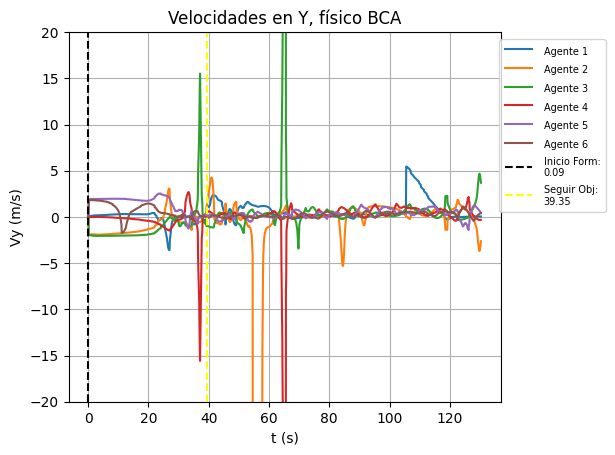 Velocidades en Y, físico BCA
Vy (m/s)
20
15
10
5
0
−5
−10
−15
−20
0 20 40 60 80 100 120
t (s)
Agente 1
Agente 2
Agente 3
Agente 4
Agente 5
Agente 6
Inicio Form:
0.09
Seguir Obj:
39.35